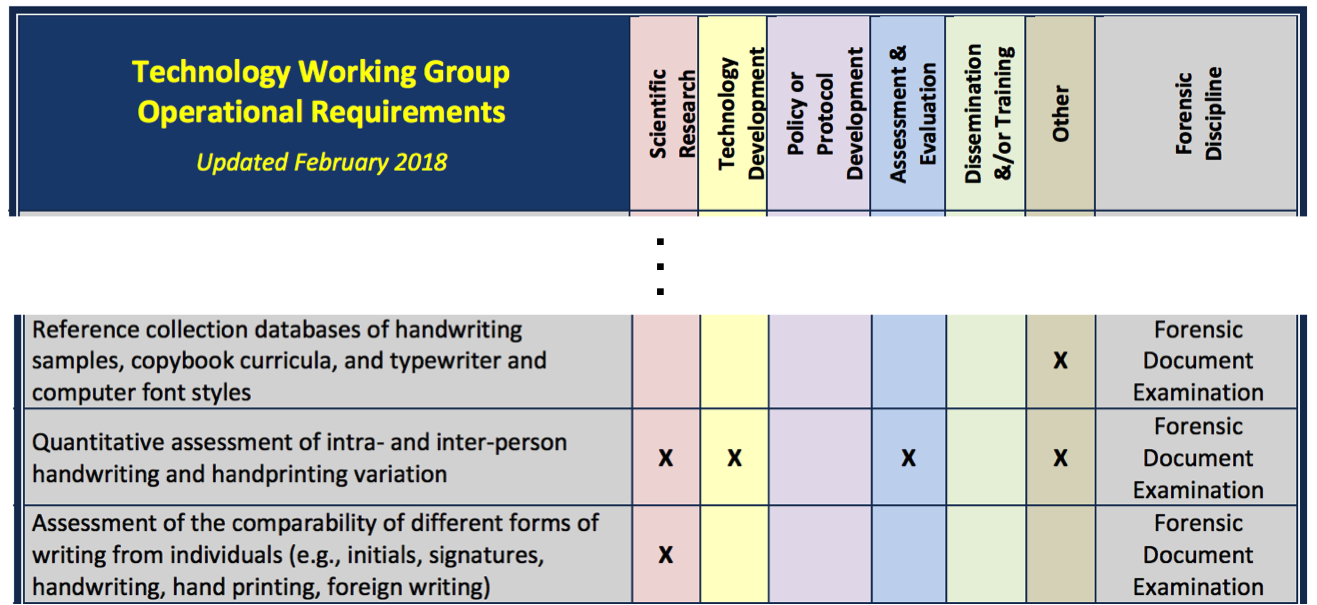 Technology Working Group
Operational Requirements
Updated February 2018
Scientific
Research
Technology
Development
Policy or
Protocol
Development
Assessment &
Evaluation
Dissemination
&/or Training
Other
Forensic
Discipline
Reference collection databases of handwriting
samples, copybook curricula, and typewriter and
computer font styles
X
Forensic
Document
Examination
Quantitative assessment of intra- and inter-person
handwriting and handprinting variation
X X X X
Forensic
Document
Examination
Assessment of the comparability of different forms of
writing from individuals (e.g., initials, signatures,
handwriting, hand printing, foreign writing)
X
Forensic
Document
Examination